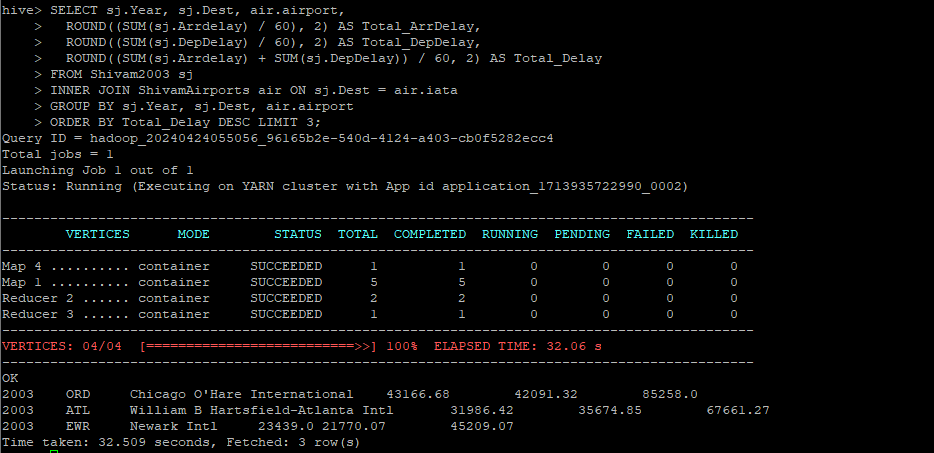 hive> SELECT sj.Year, sj.Dest, air.airport,
    >   ROUND((SUM(sj.Arrdelay) / 60), 2) AS Total_ArrDelay,
    >   ROUND((SUM(sj.DepDelay) / 60), 2) AS Total_DepDelay,
    >   ROUND((SUM(sj.Arrdelay) + SUM(sj.DepDelay)) / 60, 2) AS Total_Delay
    > FROM Shivam2003 sj
    > INNER JOIN ShivamAirports air ON sj.Dest = air.iata
    > GROUP BY sj.Year, sj.Dest, air.airport
    > ORDER BY Total_Delay DESC LIMIT 3;
Query ID = hadoop_20240424055056_96165b2e-540d-4124-a403-cb0f5282ecc4
Total jobs = 1
Launching Job 1 out of 1
Status: Running (Executing on YARN cluster with App id application_1713935722990_0002)
----------------------------------------------------------------------------------------------
        VERTICES      MODE        STATUS  TOTAL  COMPLETED  RUNNING  PENDING  FAILED  KILLED
----------------------------------------------------------------------------------------------
Map 4 .......... container     SUCCEEDED      1          1        0        0       0       0
Map 1 .......... container     SUCCEEDED      5          5        0        0       0       0
Reducer 2 ...... container     SUCCEEDED      2          2        0        0       0       0
Reducer 3 ...... container     SUCCEEDED      1          1        0        0       0       0
----------------------------------------------------------------------------------------------
VERTICES: 04/04  [==========================>>] 100%  ELAPSED TIME: 32.06 s
----------------------------------------------------------------------------------------------
OK
2003    ORD     Chicago O'Hare International    43166.68        42091.32        85258.0
2003    ATL     William B Hartsfield-Atlanta Intl       31986.42        35674.85        67661.27
2003    EWR     Newark Intl     23439.0 21770.07        45209.07
Time taken: 32.509 seconds, Fetched: 3 row(s)